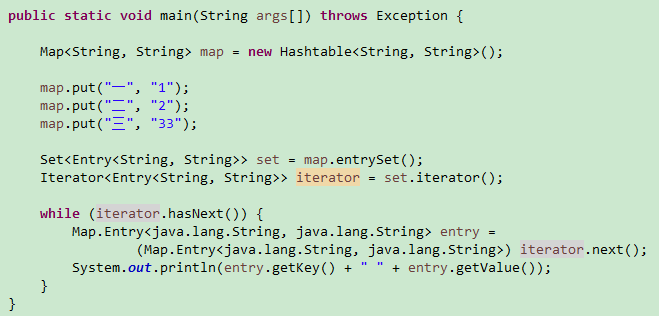 public static void main(String args[]) throws Exception {
Map<String, String> map = new Hashtable<String, String>();
map.put("一", "1");
map.put("二", "2");
map.put("三", "33");
Set<Entry<String, String>> set = map.entrySet();
Iterator<Entry<String, String>> iterator = set.iterator();
while (iterator.hasNext()) {
Map.Entry<java.lang.String, java.lang.String> entry =
(Map.Entry<java.lang.String, java.lang.String>) iterator.next();
System.out.println(entry.getKey() + " " + entry.getValue());
}
}